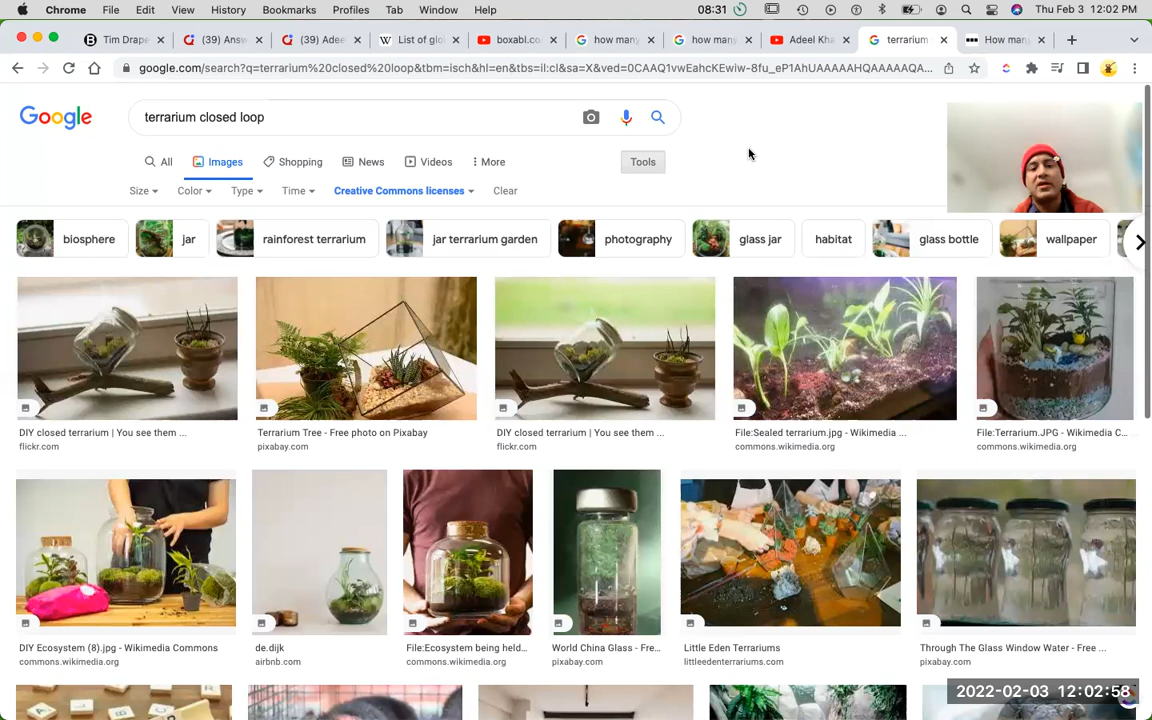 Chrome File Edit View History Bookmarks Profiles Tab Window Help 08:31 Thu Feb 3 12:02 PM
Tim Drape (39) Answ (39) Adee List of glo boxabl.co how many how many Adeel Kha terrarium How many
google.com/search?q=terrarium%20closed%20loop&tbm=isch&hl=en&tbs=il:cl&sa=X&ved=0CAAQ1vwEahcKEwiw-8fu_eP1AhUAAAAAHQAAAAAQA...
Google terrarium closed loop
All Images Shopping News Videos More Tools
Size Color Type Time Creative Commons licenses Clear
biosphere jar rainforest terrarium jar terrarium garden photography glass jar habitat glass bottle wallpaper
DIY closed terrarium | You see them ... Terrarium Tree - Free photo on Pixabay DIY closed terrarium | You see them ... File:Sealed terrarium.jpg - Wikimedia ... File:Terrarium.JPG - Wikimedia C...
flickr.com pixabay.com flickr.com commons.wikimedia.org commons.wikimedia.org
DIY Ecosystem (8).jpg - Wikimedia Commons de.dijk File:Ecosystem being held... World China Glass - Fre... Little Eden Terrariums Through The Glass Window Water - Free ...
commons.wikimedia.org airbnb.com commons.wikimedia.org pixabay.com littleedenterrariums.com pixabay.com
2022-02-03 12:02:58